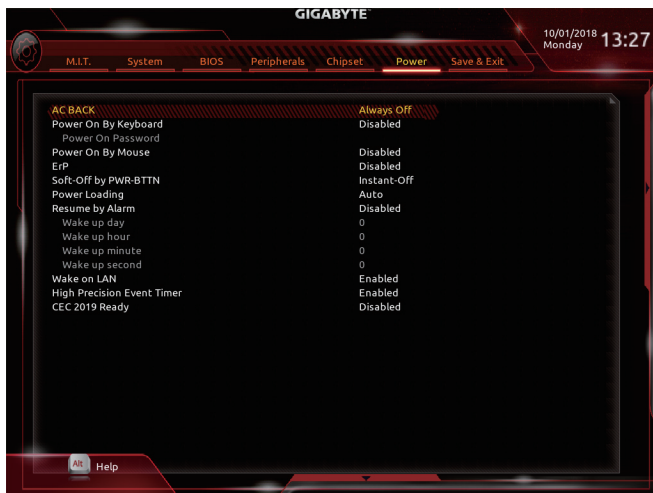 GIGABYTE™
10/01/2018 13:27
Monday
M.I.T. System BIOS Peripherals Chipset Power Save & Exit
AC BACK Always Off
Power On By Keyboard Disabled
Power On Password
Power On By Mouse Disabled
ErP Disabled
Soft-Off by PWR-BTTN Instant-Off
Power Loading Auto
Resume by Alarm Disabled
Wake up day 0
Wake up hour 0
Wake up minute 0
Wake up second 0
Wake on LAN Enabled
High Precision Event Timer Enabled
CEC 2019 Ready Disabled
Alt Help